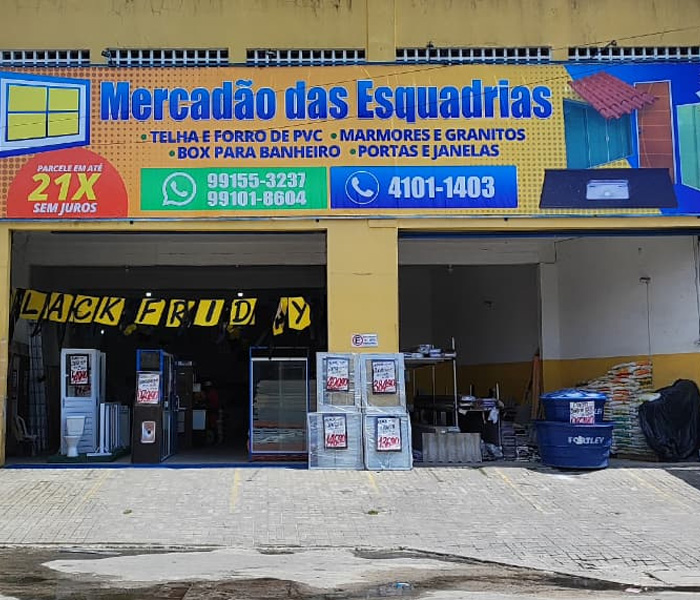 Mercadão das Esquadrias
• TELHA E FORRO DE PVC • MARMORES E GRANITOS
• BOX PARA BANHEIRO • PORTAS E JANELAS
PARCELE EM ATÉ
21X
SEM JUROS
99155-3237
99101-8604
4101-1403
LACK FRIDAY
E
FORTLEV